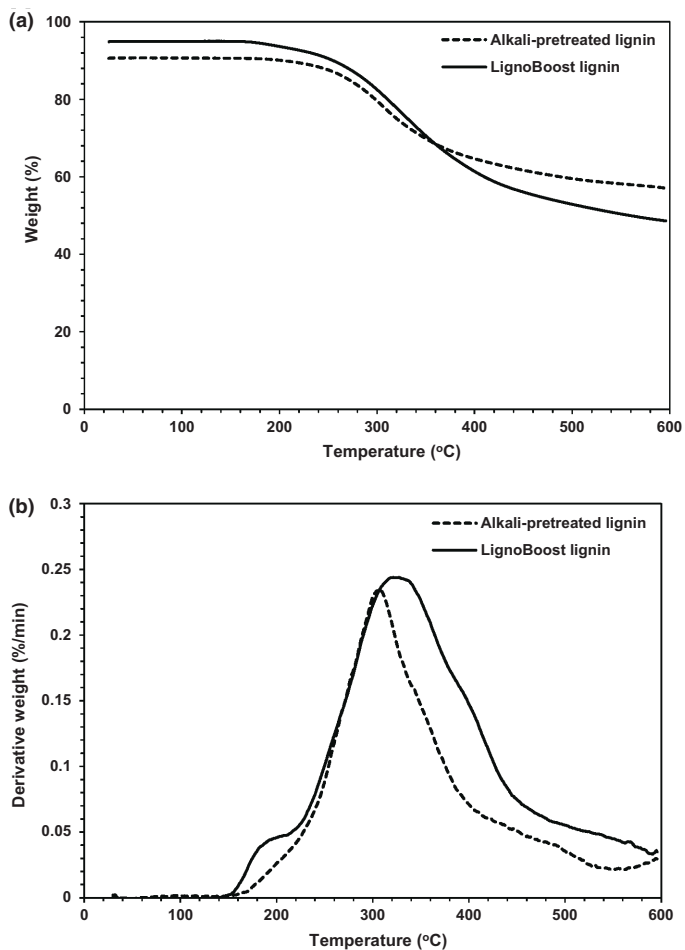 (a)
100
80
60
40
20
0
Weight (%)
Alkali-pretreated lignin
LignoBoost lignin
0 100 200 300 400 500 600
Temperature (oC)
(b)
0.3
0.25
0.2
0.15
0.1
0.05
0
Derivative weight (%/min)
Alkali-pretreated lignin
LignoBoost lignin
0 100 200 300 400 500 600
Temperature (oC)